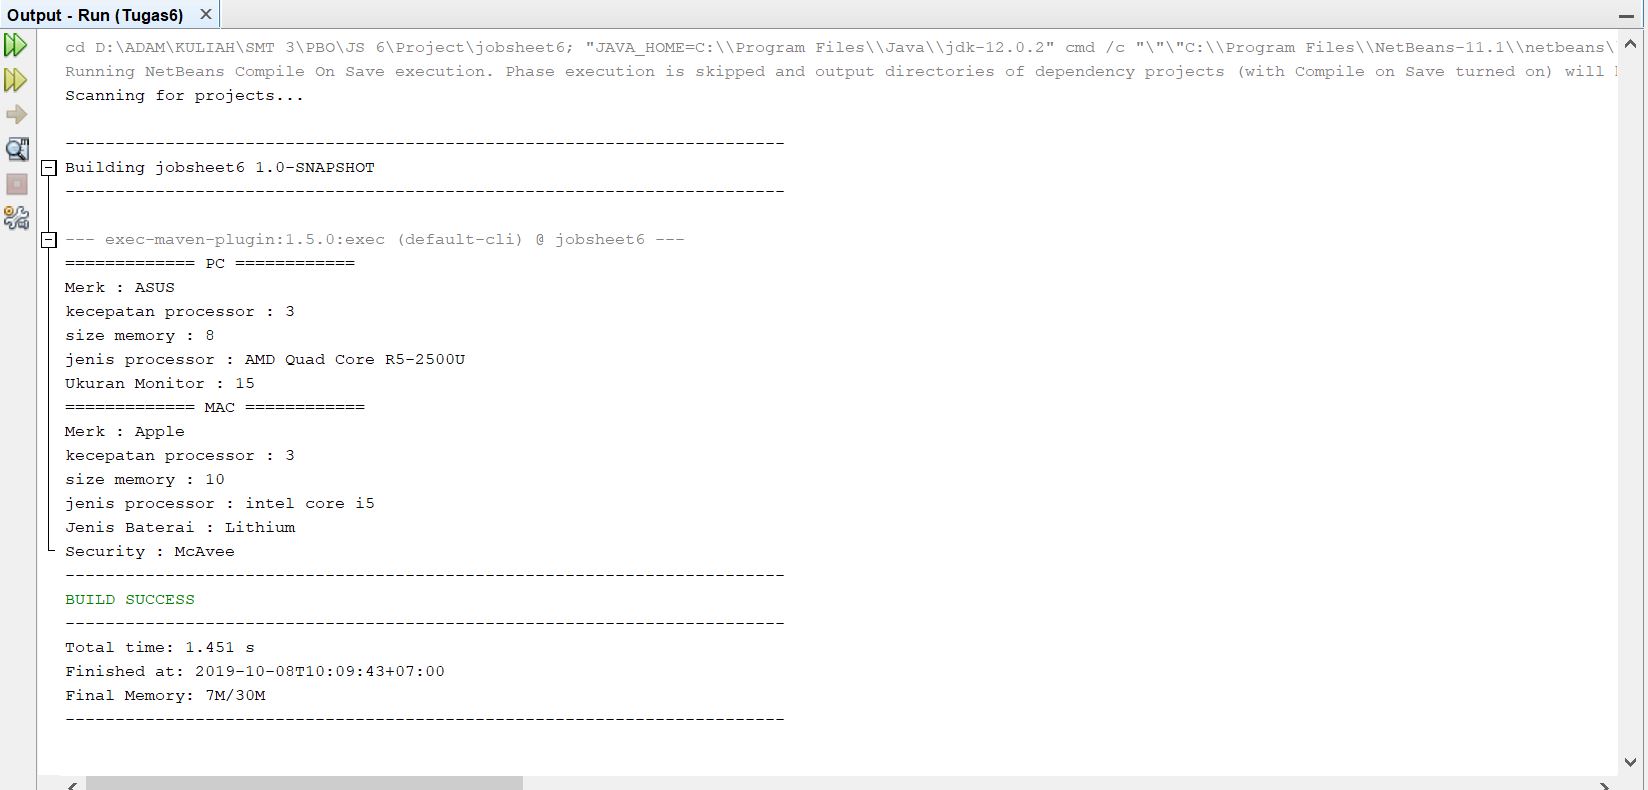 Output - Run (Tugas6)
cd D:\ADAM\KULIAH\SMT 3\PBO\JS 6\Project\jobsheet6; "JAVA_HOME=C:\\Program Files\\Java\\jdk-12.0.2" cmd /c "\"\"C:\\Program Files\\NetBeans-11.1\\netbeans\
Running NetBeans Compile On Save execution. Phase execution is skipped and output directories of dependency projects (with Compile on Save turned on) will
Scanning for projects...
------------------------------------------------------------------------
Building jobsheet6 1.0-SNAPSHOT
------------------------------------------------------------------------
--- exec-maven-plugin:1.5.0:exec (default-cli) @ jobsheet6 ---
============= PC ============
Merk : ASUS
kecepatan processor : 3
size memory : 8
jenis processor : AMD Quad Core R5-2500U
Ukuran Monitor : 15
============= MAC ============
Merk : Apple
kecepatan processor : 3
size memory : 10
jenis processor : intel core i5
Jenis Baterai : Lithium
Security : McAvee
------------------------------------------------------------------------
BUILD SUCCESS
------------------------------------------------------------------------
Total time: 1.451 s
Finished at: 2019-10-08T10:09:43+07:00
Final Memory: 7M/30M
------------------------------------------------------------------------